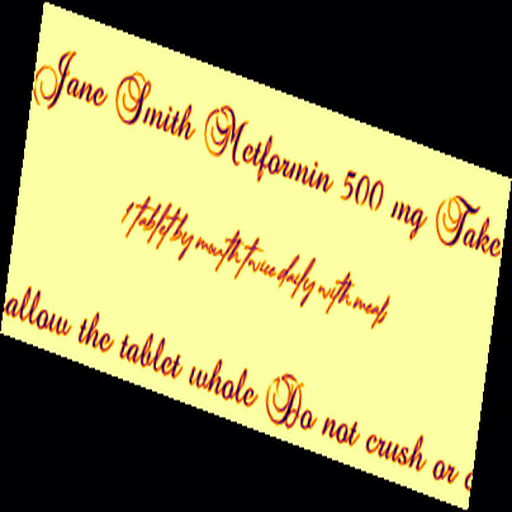 Jane Smith Metformin 500 mg Take
1 tablet by mouth twice daily with meals
allow the tablet whole Do not crush or